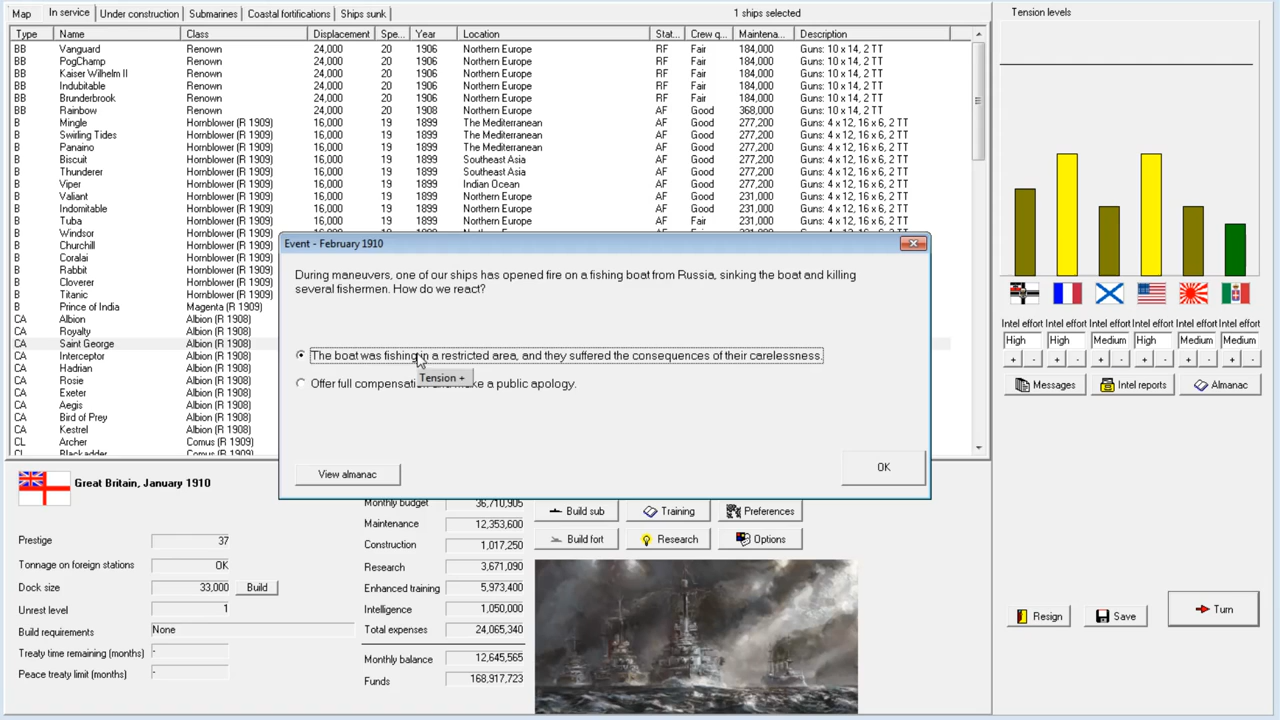 Map In service Under construction Submarines Coastal fortifications Ships sunk 1 ships selected Tension levels
Type Name Class Displacement Spe... Year Location Stat... Crew q... Maintena... Description
BB Vanguard Renown 24,000 20 1906 Northern Europe RF Fair 184,000 Guns: 10 x 14, 2 TT
BB PogChamp Renown 24,000 20 1906 Northern Europe RF Fair 184,000 Guns: 10 x 14, 2 TT
BB Kaiser Wilhelm II Renown 24,000 20 1906 Northern Europe RF Fair 184,000 Guns: 10 x 14, 2 TT
BB Indubitable Renown 24,000 20 1906 Northern Europe RF Fair 184,000 Guns: 10 x 14, 2 TT
BB Brunderbrook Renown 24,000 20 1906 Northern Europe RF Fair 184,000 Guns: 10 x 14, 2 TT
BB Rainbow Renown 24,000 20 1908 Northern Europe AF Good 368,000 Guns: 10 x 14, 2 TT
B Mingle Hornblower (R 1909) 16,000 19 1899 The Mediterranean AF Good 277,200 Guns: 4 x 12, 16 x 6, 2 TT
B Swirling Tides Hornblower (R 1909) 16,000 19 1899 The Mediterranean AF Good 277,200 Guns: 4 x 12, 16 x 6, 2 TT
B Panaino Hornblower (R 1909) 16,000 19 1899 The Mediterranean AF Good 277,200 Guns: 4 x 12, 16 x 6, 2 TT
B Biscuit Hornblower (R 1909) 16,000 19 1899 Southeast Asia AF Good 277,200 Guns: 4 x 12, 16 x 6, 2 TT
B Thunderer Hornblower (R 1909) 16,000 19 1899 Southeast Asia AF Good 277,200 Guns: 4 x 12, 16 x 6, 2 TT
B Viper Hornblower (R 1909) 16,000 19 1899 Indian Ocean AF Good 277,200 Guns: 4 x 12, 16 x 6, 2 TT
B Valiant Hornblower (R 1909) 16,000 19 1899 Northern Europe AF Good 231,000 Guns: 4 x 12, 16 x 6, 2 TT
B Indomitable Hornblower (R 1909) 16,000 19 1899 Northern Europe AF Good 231,000 Guns: 4 x 12, 16 x 6, 2 TT
B Tuba Hornblower (R 1909) 16,000 19 1899 Northern Europe AF Fair 231,000 Guns: 4 x 12, 16 x 6, 2 TT
B Windsor Hornblower (R 1909)
B Churchill Hornblower (R 1909)
B Coral Hornblower (R 1909)
B Rabbit Hornblower (R 1909)
B Elixir Hornblower (R 1909)
B Titanic Hornblower (R 1909)
B Prince of India Magenta (R 1909)
CA Albion Albion (R 1908)
CA Royalty Albion (R 1908)
CA Saint George Albion (R 1908)
CA Interceptor Albion (R 1908)
CA Hadrian Albion (R 1908)
CA Rosie Albion (R 1908)
CA Exeter Albion (R 1908)
CA Aegis Albion (R 1908)
CA Bird of Prey Albion (R 1908)
CA Kestrel Albion (R 1908)
CL Archer Comus (R 1909)
CL Blackadder Comus (R 1909)
Event - February 1910
During maneuvers, one of our ships has opened fire on a fishing boat from Russia, sinking the boat and killing
several fishermen. How do we react?
The boat was fishing in a restricted area, and they suffered the consequences of their carelessness.
Tension +
Offer full compensation and make a public apology.
View almanac OK
Intel effort Intel effort Intel effort Intel effort Intel effort Intel effort
High High Medium High Medium Medium
+ - + - + - + - + - + -
Messages Intel reports Almanac
Great Britain, January 1910
Prestige 37
Tonnage on foreign stations OK
Dock size 33,000 Build
Unrest level 1
Build requirements None
Treaty time remaining (months) -
Peace treaty limit (months) -
Monthly budget 36,710,905
Maintenance 12,353,600
Construction 1,017,250
Research 3,671,090
Enhanced training 5,973,400
Intelligence 1,050,000
Total expenses 24,065,340
Monthly balance 12,645,565
Funds 168,917,723
Build sub Training Preferences
Build fort Research Options
Resign Save Turn